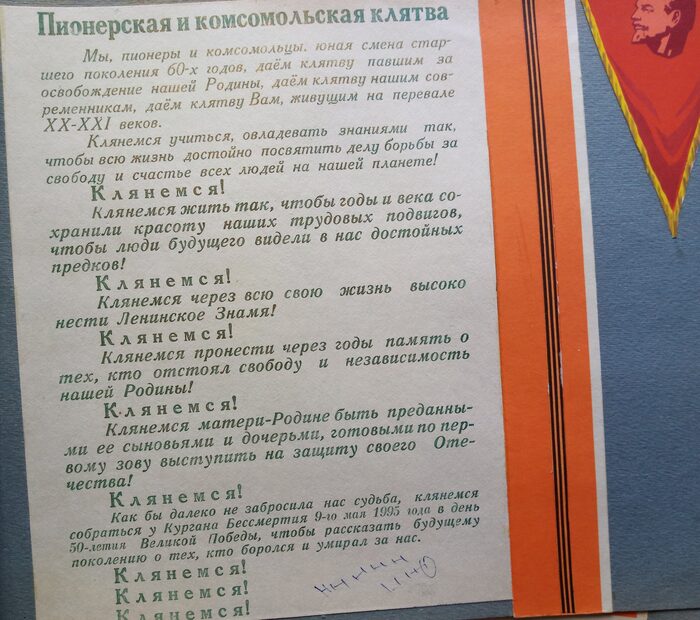 Пионерская и комсомольская клятва
Мы, пионеры и комсомольцы, юная смена стар-
шего поколения 60-х годов, даём клятву павшим за
освобождение нашей Родины, даём клятву нашим сов-
ременникам, даём клятву Вам, живущим на перевале
XX-XXI веков.
Клянемся учиться, овладевать знаниями так,
чтобы всю жизнь достойно посвятить делу борьбы за
свободу и счастье всех людей на нашей планете!
Клянемся!
Клянемся жить так, чтобы годы и века со-
хранили красоту наших трудовых подвигов,
чтобы люди будущего видели в нас достойных
предков!
Клянемся!
Клянемся через всю свою жизнь высоко
нести Ленинское Знамя!
Клянемся!
Клянемся пронести через годы память о
тех, кто отстоял свободу и независимость
нашей Родины!
Клянемся!
Клянемся матери-Родине быть преданны-
ми ее сыновьями и дочерьми, готовыми по пер-
вому зову выступить на защиту своего Оте-
чества!
Клянемся!
Как бы далеко не забросила нас судьба, клянемся
собраться у Кургана Бессмертия 9-го мая 1995 года в день
50-летия Великой Победы, чтобы рассказать будущему
поколению о тех, кто боролся и умирал за нас.
Клянемся!
Клянемся!
Клянемся!